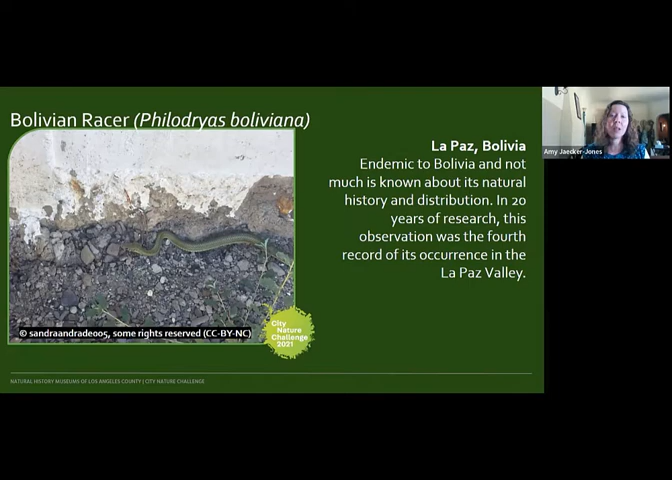 Bolivian Racer (Philodryas boliviana)
La Paz, Bolivia
Endemic to Bolivia and not
much is known about its natural
history and distribution. In 20
years of research, this
observation was the fourth
record of its occurrence in the
La Paz Valley.
© sandraandrade005, some rights reserved (CC-BY-NC)
City
Nature
Challenge
2021
NATURAL HISTORY MUSEUMS OF LOS ANGELES COUNTY | CITY NATURE CHALLENGE
Amy Jaecker-Jones